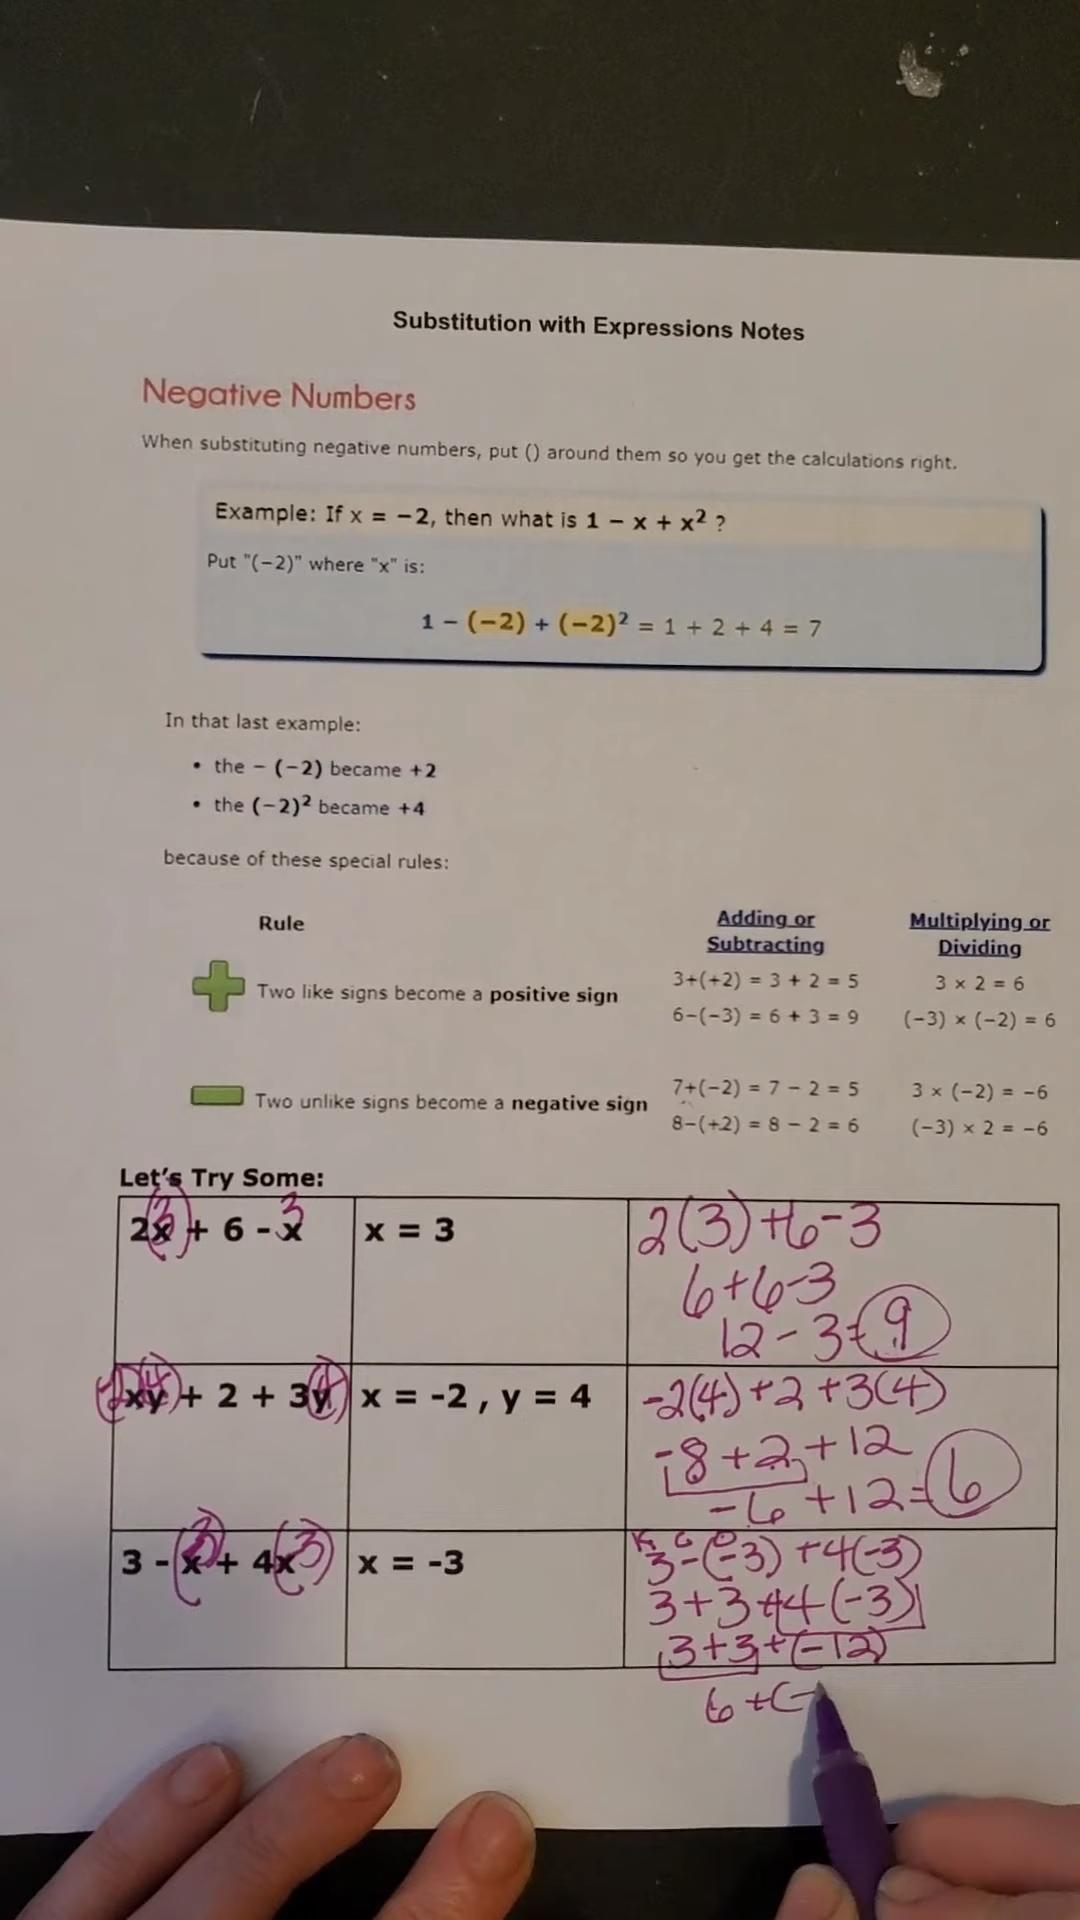 Substitution with Expressions Notes
Negative Numbers
When substituting negative numbers, put () around them so you get the calculations right.
Example: If x = −2, then what is 1 − x + x² ?
Put "(−2)" where "x" is:
1 − (−2) + (−2)² = 1 + 2 + 4 = 7
In that last example:
• the − (−2) became +2
• the (−2)² became +4
because of these special rules:
Rule
Adding or Subtracting
Multiplying or Dividing
Two like signs become a positive sign
3+(+2) = 3 + 2 = 5
3 × 2 = 6
6−(−3) = 6 + 3 = 9
(−3) × (−2) = 6
Two unlike signs become a negative sign
7+(−2) = 7 − 2 = 5
3 × (−2) = −6
8−(+2) = 8 − 2 = 6
(−3) × 2 = −6
Let's Try Some:
(3) 3
2x + 6 - x
x = 3
2(3) +6-3
6+6-3
12-3=9
(-2)(4) (4)
xy + 2 + 3y
x = -2 , y = 4
-2(4) +2 +3(4)
-8 +2 +12
-6 +12=6
3 - x + 4x
x = -3
K C O
3-(-3) +4(-3)
3+3+4(-3)
3+3+(-12)
6+(-